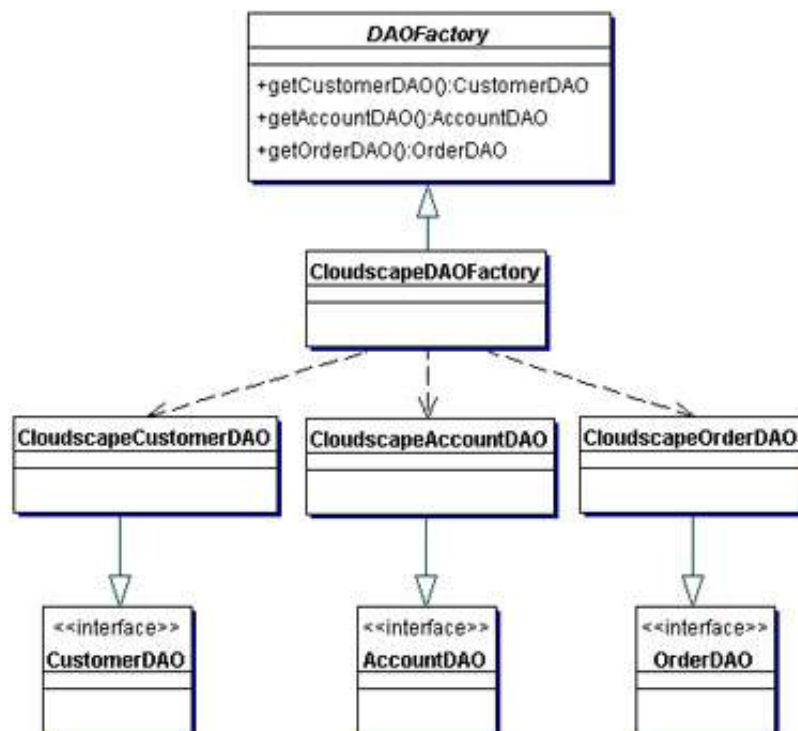 DAOFactory
+getCustomerDAO():CustomerDAO
+getAccountDAO():AccountDAO
+getOrderDAO():OrderDAO
CloudscapeDAOFactory
CloudscapeCustomerDAO
CloudscapeAccountDAO
CloudscapeOrderDAO
<<interface>>
CustomerDAO
<<interface>>
AccountDAO
<<interface>>
OrderDAO